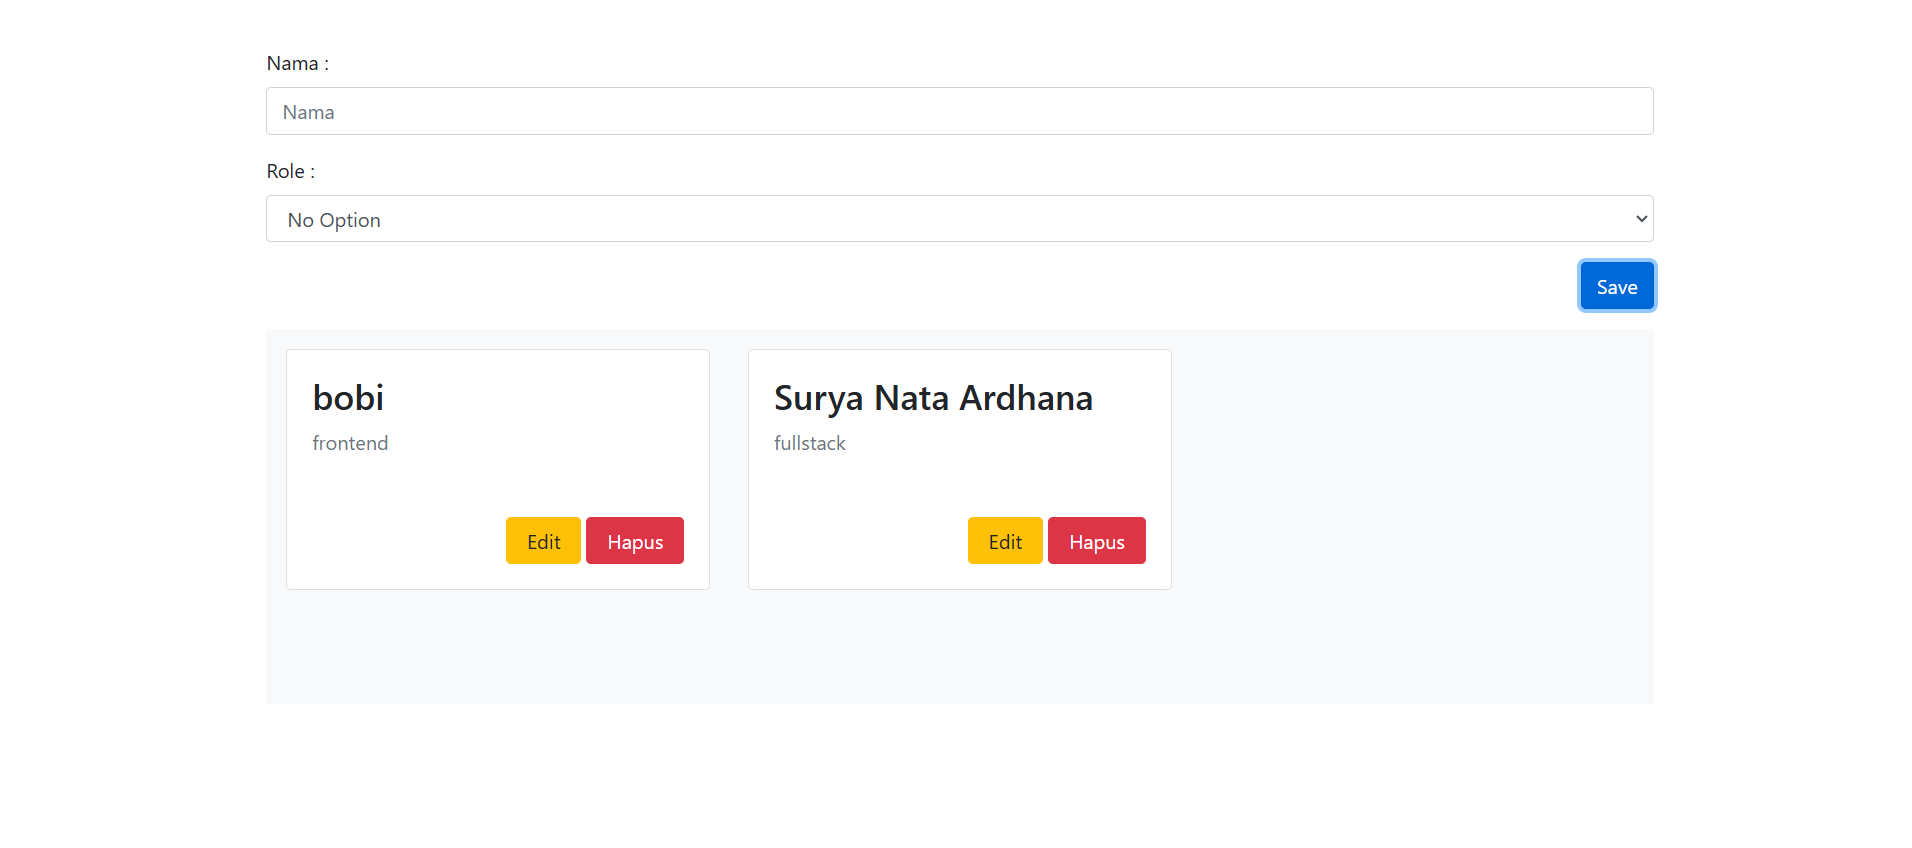 Nama :
Nama
Role :
No Option
Save
bobi
frontend
Edit Hapus
Surya Nata Ardhana
fullstack
Edit Hapus